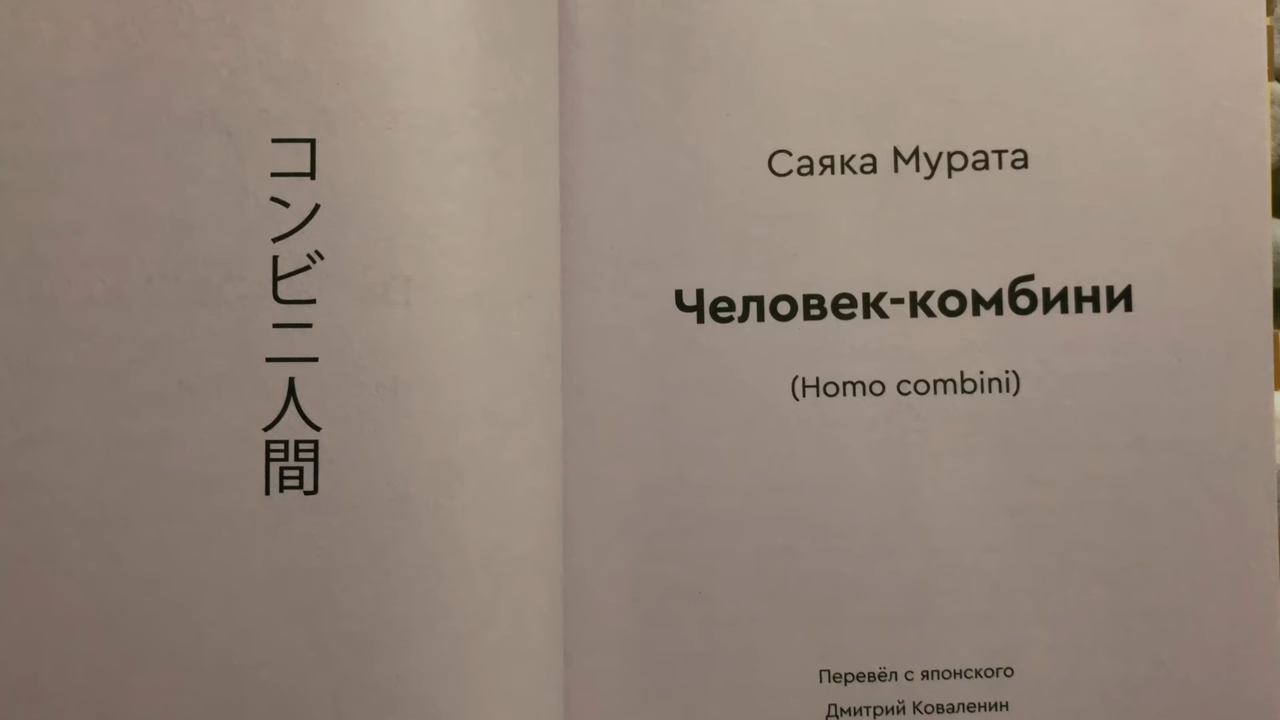 コンビニ人間
Саяка Мурата
Человек-комбини
(Homo combini)
Перевёл с японского
Дмитрий Коваленин